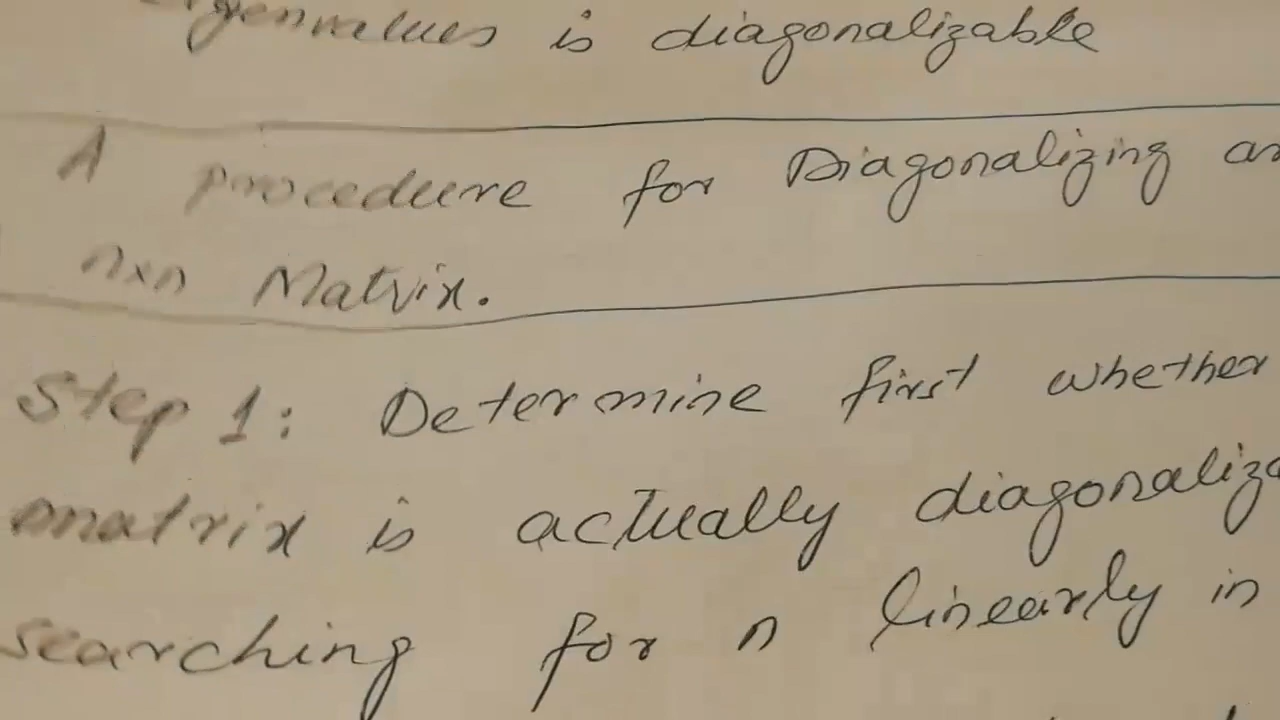 eigenvalues is diagonalizable
A procedure for Diagonalizing an
nxn Matrix.
Step 1: Determine first whether
matrix is actually diagonaliza
searching for n linearly in